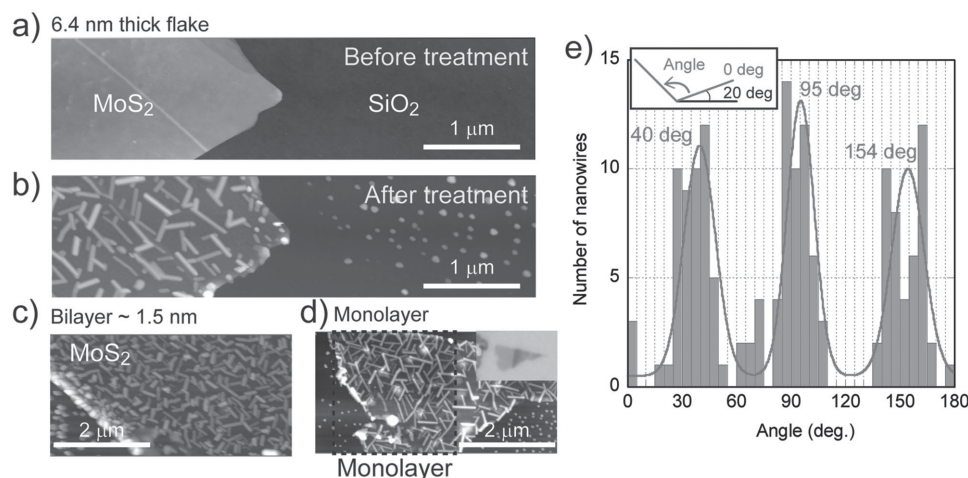 a) 6.4 nm thick flake
Before treatment
MoS2
SiO2
1 μm
b)
After treatment
1 μm
c) Bilayer ~ 1.5 nm
MoS2
2 μm
d) Monolayer
2 μm
Monolayer
e)
15
10
5
0
Number of nanowires
Angle
0 deg
20 deg
40 deg
95 deg
154 deg
0 30 60 90 120 150 180
Angle (deg.)